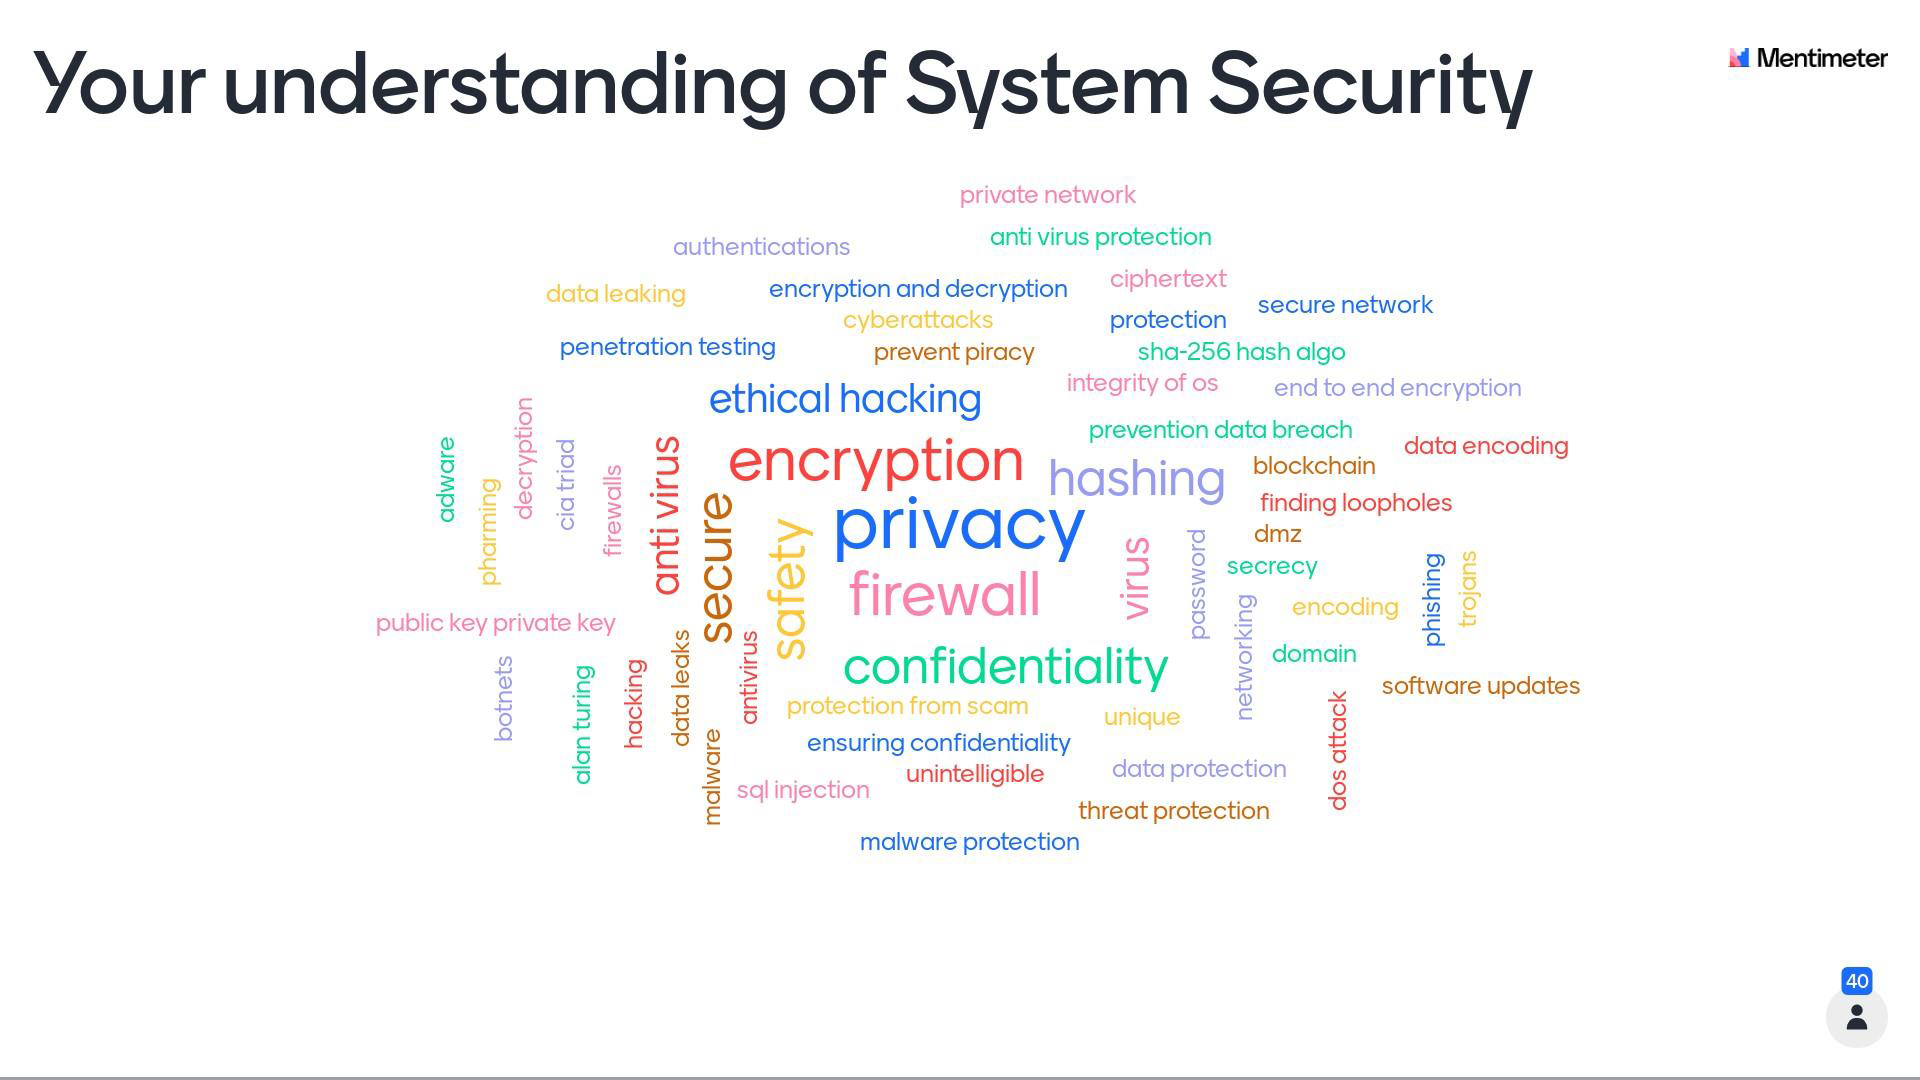 Your understanding of System Security
Mentimeter
private network
anti virus protection
authentications
ciphertext
encryption and decryption
data leaking
secure network
cyberattacks
protection
penetration testing
prevent piracy
sha-256 hash algo
integrity of os
end to end encryption
ethical hacking
prevention data breach
data encoding
encryption
hashing
blockchain
adware
pharming
decryption
cia triad
firewalls
anti virus
secure
safety
privacy
finding loopholes
dmz
virus
password
secrecy
firewall
encoding
phishing
trojans
public key private key
networking
domain
confidentiality
software updates
botnets
alan turing
hacking
data leaks
antivirus
protection from scam
unique
dos attack
ensuring confidentiality
malware
unintelligible
data protection
sql injection
threat protection
malware protection
40